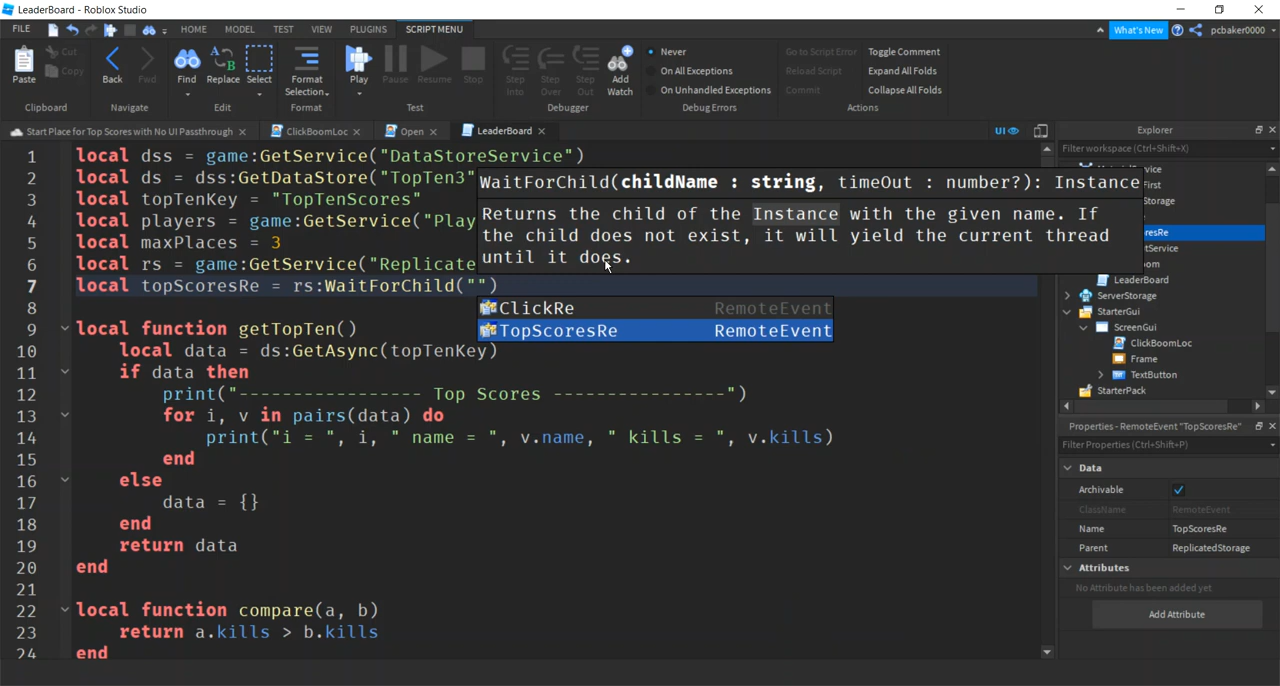 LeaderBoard - Roblox Studio
FILE HOME MODEL TEST VIEW PLUGINS SCRIPT MENU What's New pcbaker0000
Paste Cut Copy Back Fwd Find Replace Select Format Selection Play Pause Resume Stop Step Into Step Over Step Out Add Watch
Never
On All Exceptions
On Unhandled Exceptions
Go to Script Error
Reload Script
Commit
Toggle Comment
Expand All Folds
Collapse All Folds
Clipboard Navigate Edit Format Test Debugger Debug Errors Actions
Start Place for Top Scores with No UI Passthrough ClickBoomLoc Open LeaderBoard UI
1 local dss = game:GetService("DataStoreService")
2 local ds = dss:GetDataStore("TopTen3"
3 local topTenKey = "TopTenScores"
4 local players = game:GetService("Play
5 local maxPlaces = 3
6 local rs = game:GetService("Replicate
7 local topScoresRe = rs:WaitForChild("")
8
9 local function getTopTen()
10 local data = ds:GetAsync(topTenKey)
11 if data then
12 print("----------------- Top Scores ----------------")
13 for i, v in pairs(data) do
14 print("i = ", i, " name = ", v.name, " kills = ", v.kills)
15 end
16 else
17 data = {}
18 end
19 return data
20 end
21
22 local function compare(a, b)
23 return a.kills > b.kills
24 end
WaitForChild(childName : string, timeOut : number?): Instance
Returns the child of the Instance with the given name. If
the child does not exist, it will yield the current thread
until it does.
ClickRe RemoteEvent
TopScoresRe RemoteEvent
Explorer
Filter workspace (Ctrl+Shift+X)
First
Storage
oresRe
tService
oom
LeaderBoard
ServerStorage
StarterGui
ScreenGui
ClickBoomLoc
Frame
TextButton
StarterPack
Properties - RemoteEvent "TopScoresRe"
Filter Properties (Ctrl+Shift+P)
Data
Archivable
ClassName RemoteEvent
Name TopScoresRe
Parent ReplicatedStorage
Attributes
No Attribute has been added yet
Add Attribute